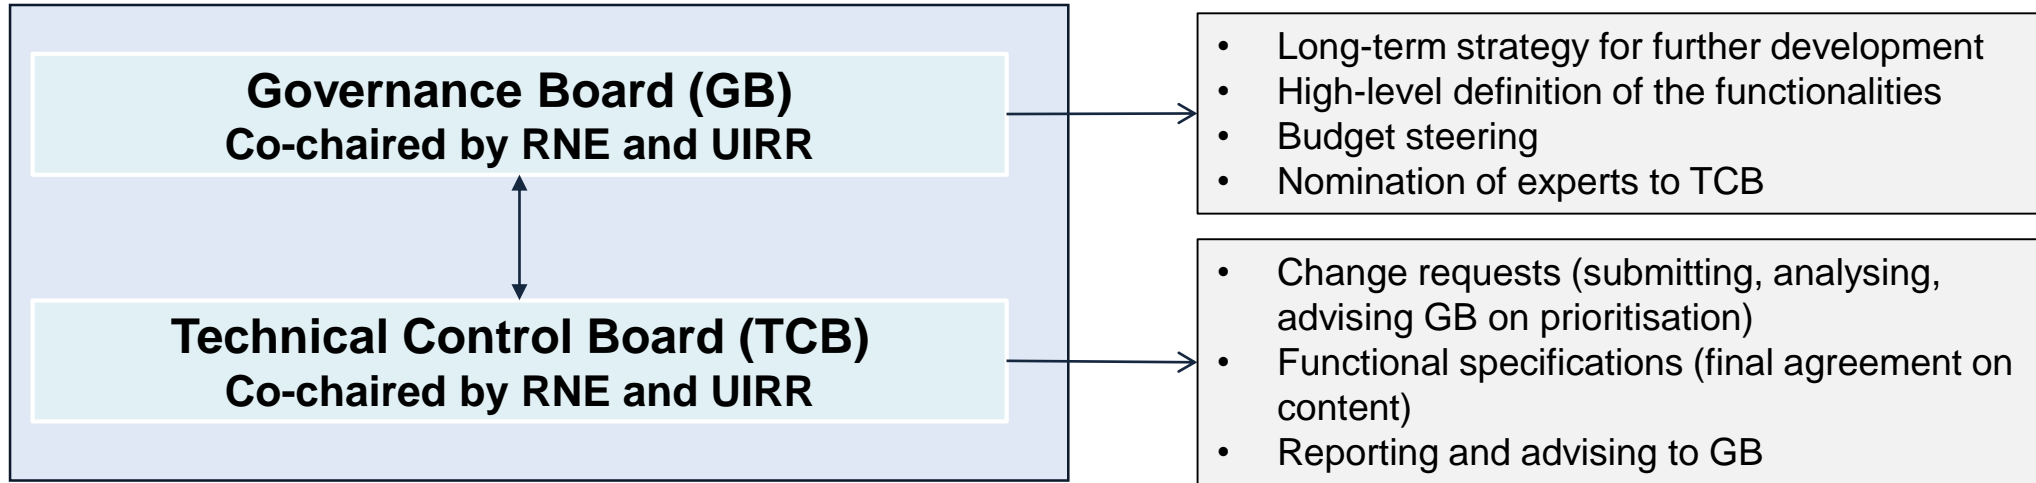 Governance Board (GB)
Co-chaired by RNE and UIRR
• Long-term strategy for further development
• High-level definition of the functionalities
• Budget steering
• Nomination of experts to TCB
Technical Control Board (TCB)
Co-chaired by RNE and UIRR
• Change requests (submitting, analysing,
advising GB on prioritisation)
• Functional specifications (final agreement on
content)
• Reporting and advising to GB